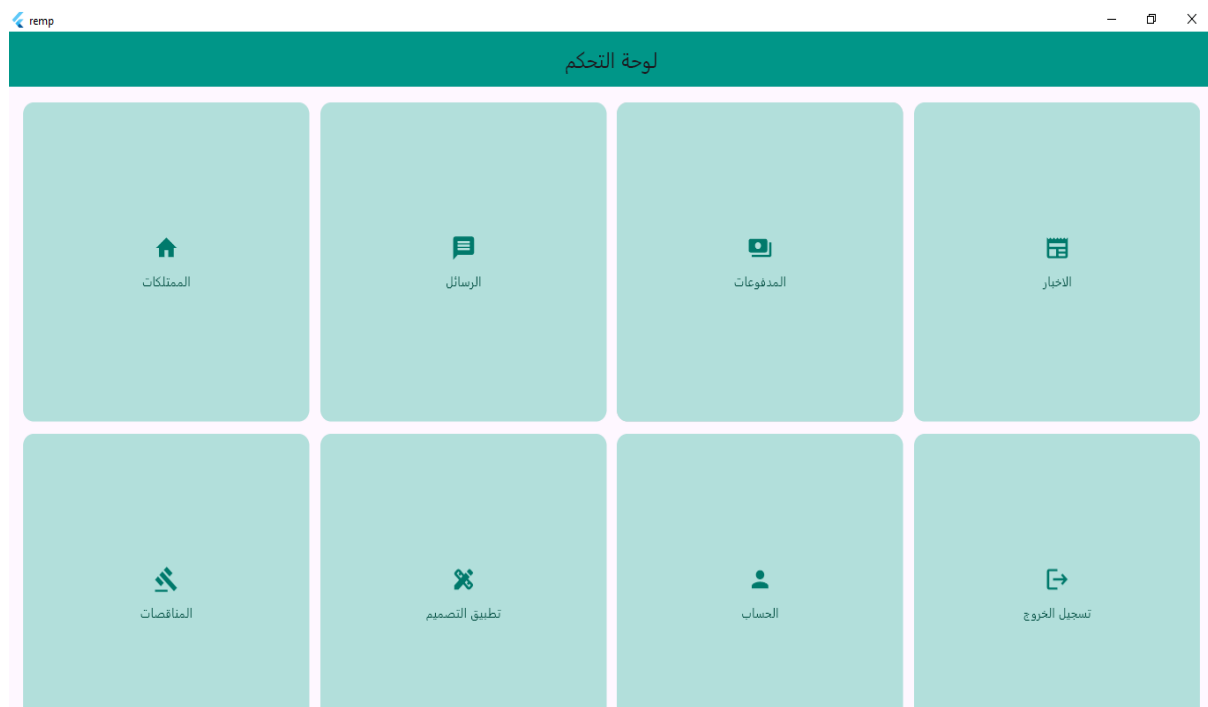 remp
لوحة التحكم
الممتلكات
الرسائل
المدفوعات
الاخبار
المناقصات
تطبيق التصميم
الحساب
تسجيل الخروج